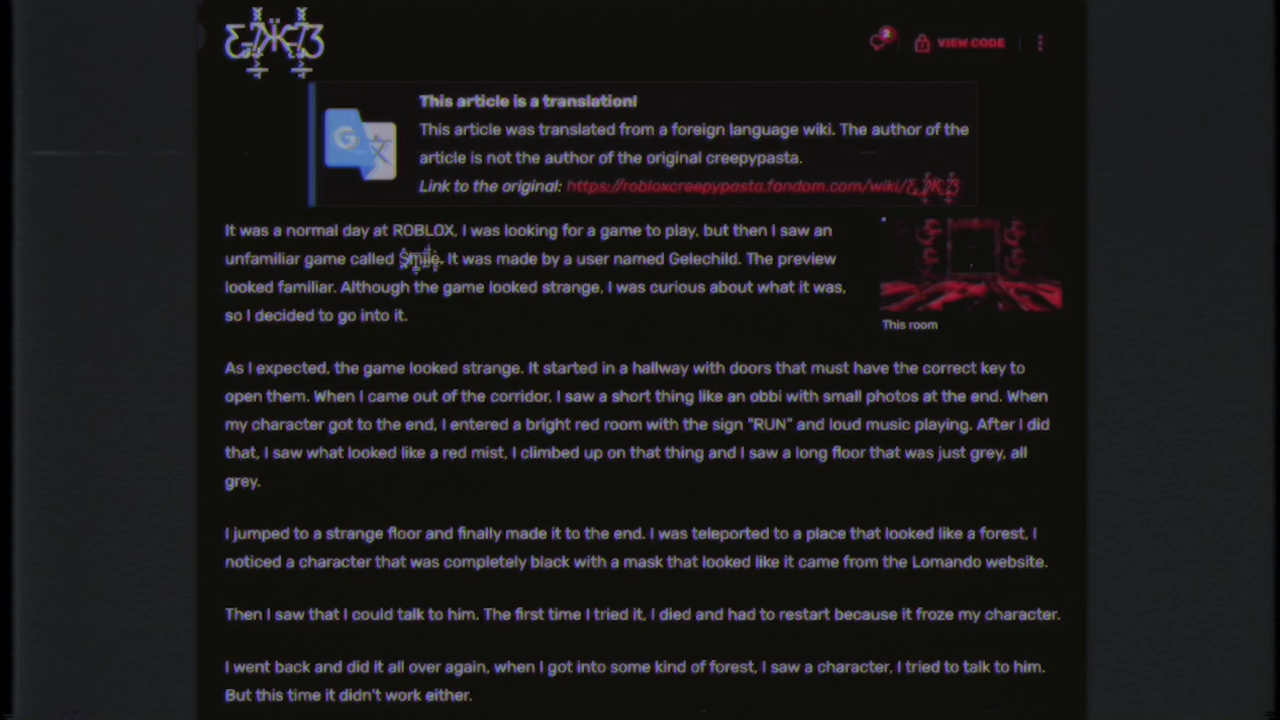 2
VIEW CODE
This article is a translation!
This article was translated from a foreign language wiki. The author of the
article is not the author of the original creepypasta.
Link to the original: https://robloxcreepypasta.fandom.com/wiki/
It was a normal day at ROBLOX, I was looking for a game to play, but then I saw an
unfamiliar game called Smile. It was made by a user named Gelechild. The preview
looked familiar. Although the game looked strange, I was curious about what it was,
so I decided to go into it.
This room
As I expected, the game looked strange. It started in a hallway with doors that must have the correct key to
open them. When I came out of the corridor, I saw a short thing like an obbi with small photos at the end. When
my character got to the end, I entered a bright red room with the sign "RUN" and loud music playing. After I did
that, I saw what looked like a red mist, I climbed up on that thing and I saw a long floor that was just grey, all
grey.
I jumped to a strange floor and finally made it to the end. I was teleported to a place that looked like a forest, I
noticed a character that was completely black with a mask that looked like it came from the Lomando website.
Then I saw that I could talk to him. The first time I tried it, I died and had to restart because it froze my character.
I went back and did it all over again, when I got into some kind of forest, I saw a character, I tried to talk to him.
But this time it didn't work either.